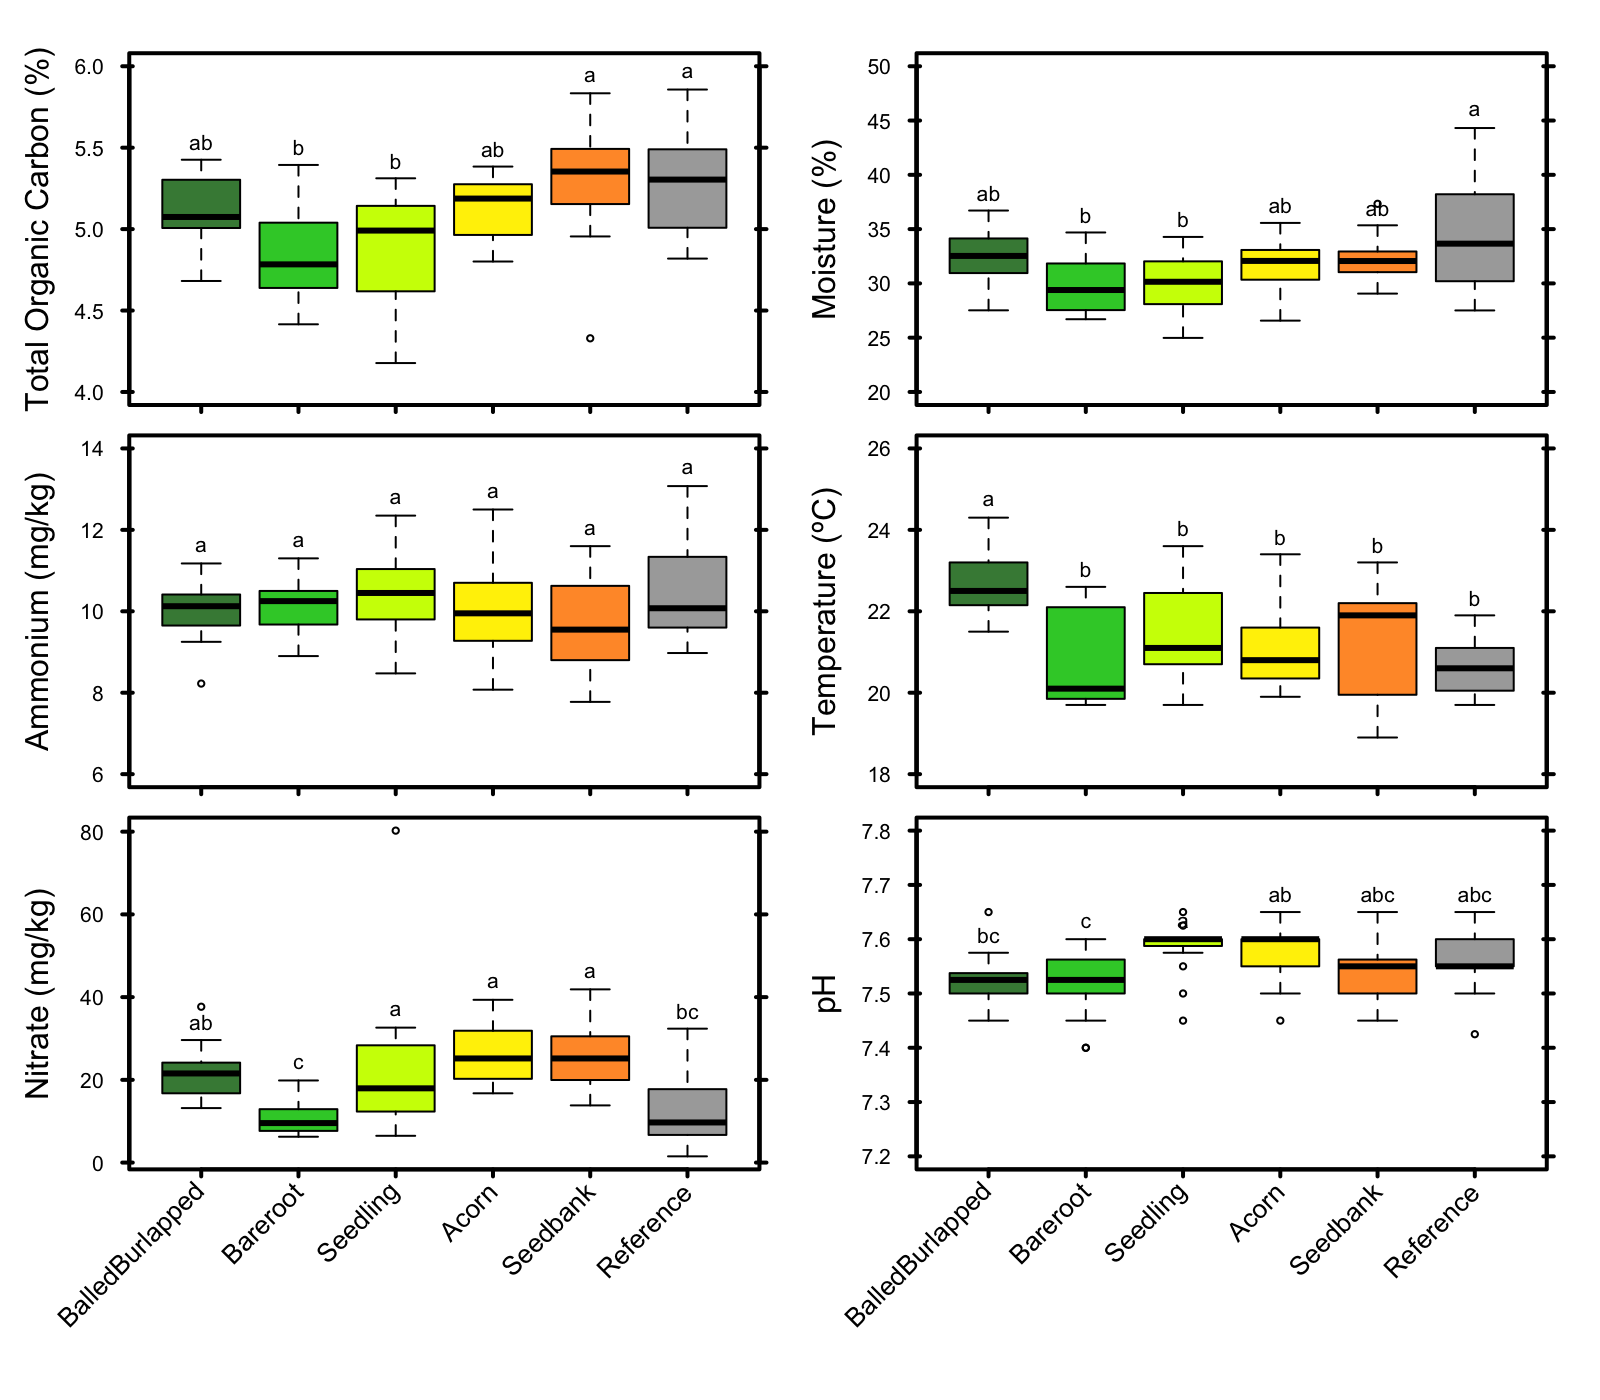 Total Organic Carbon (%)
6.0
5.5
5.0
4.5
4.0
ab
b
b
ab
a
a
Moisture (%)
50
45
40
35
30
25
20
ab
b
b
ab
ab
a
Ammonium (mg/kg)
14
12
10
8
6
a
a
a
a
a
a
Temperature (ºC)
26
24
22
20
18
a
b
b
b
b
b
Nitrate (mg/kg)
80
60
40
20
0
ab
c
a
a
a
bc
BalledBurlapped
Bareroot
Seedling
Acorn
Seedbank
Reference
pH
7.8
7.7
7.6
7.5
7.4
7.3
7.2
bc
c
a
ab
abc
abc
BalledBurlapped
Bareroot
Seedling
Acorn
Seedbank
Reference